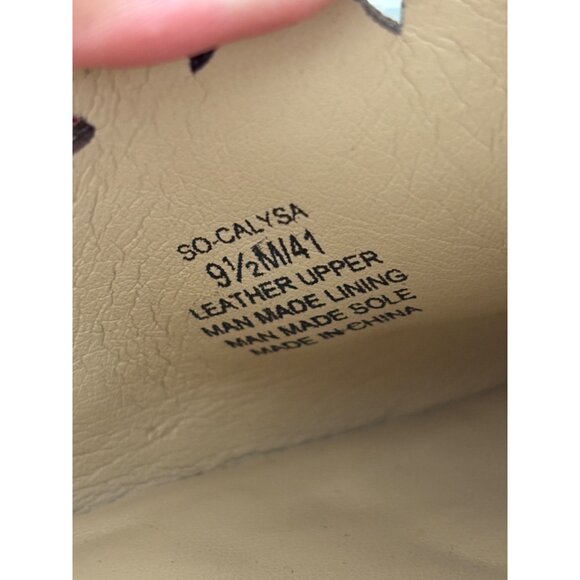 SO-CALYSA
9½M/41
LEATHER UPPER
MAN MADE LINING
MAN MADE SOLE
MADE IN CHINA